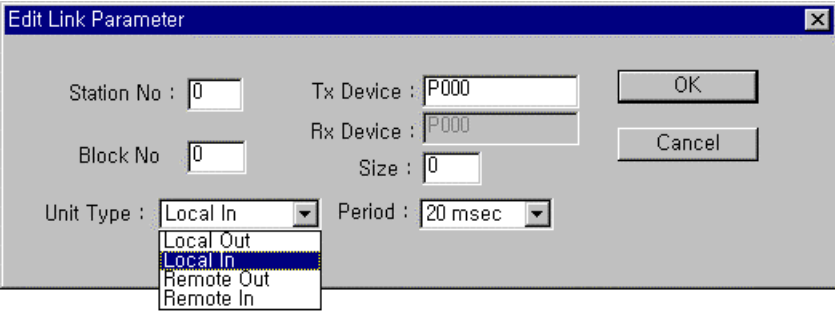 Edit Link Parameter
Station No : 0
Tx Device : P000
OK
Rx Device : P000
Block No 0
Cancel
Size : 0
Unit Type : Local In
Period : 20 msec
Local Out
Local In
Remote Out
Remote In